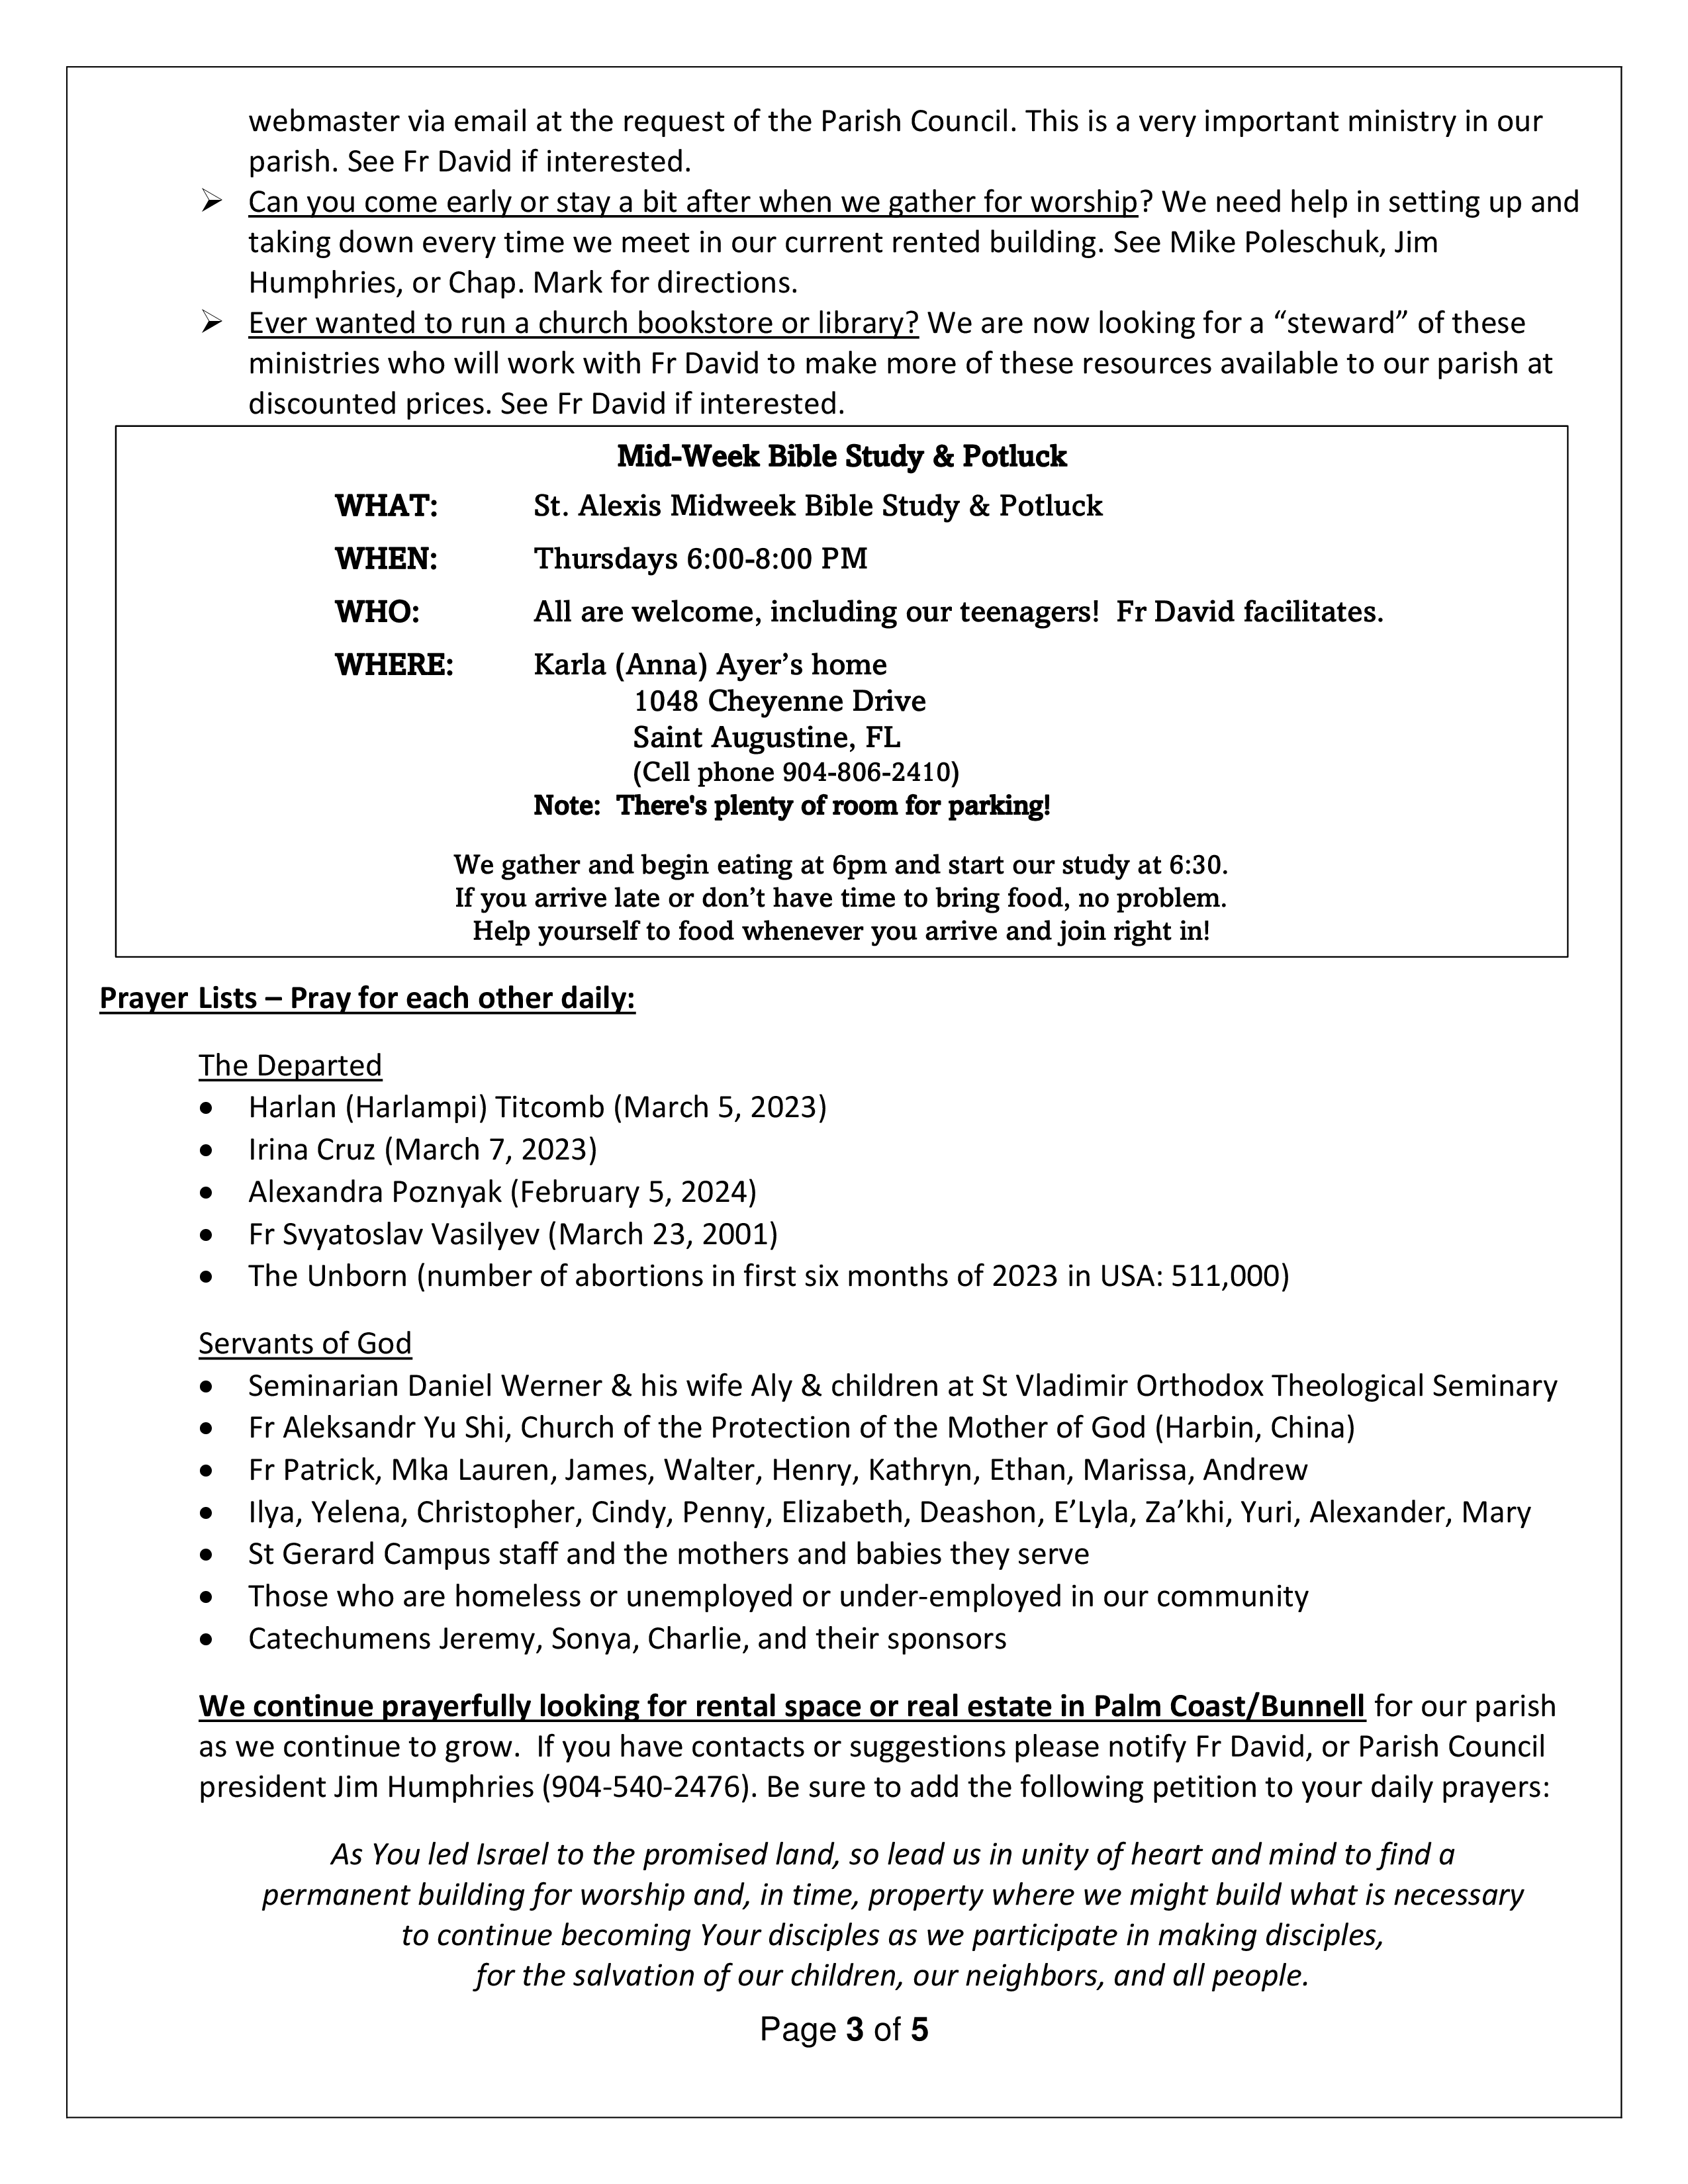 webmaster via email at the request of the Parish Council. This is a very important ministry in our
parish. See Fr David if interested.
➢ Can you come early or stay a bit after when we gather for worship? We need help in setting up and
taking down every time we meet in our current rented building. See Mike Poleschuk, Jim
Humphries, or Chap. Mark for directions.
➢ Ever wanted to run a church bookstore or library? We are now looking for a “steward” of these
ministries who will work with Fr David to make more of these resources available to our parish at
discounted prices. See Fr David if interested.
Mid-Week Bible Study & Potluck
WHAT: St. Alexis Midweek Bible Study & Potluck
WHEN: Thursdays 6:00-8:00 PM
WHO: All are welcome, including our teenagers!  Fr David facilitates.
WHERE: Karla (Anna) Ayer’s home
1048 Cheyenne Drive
Saint Augustine, FL
(Cell phone 904-806-2410)
Note:  There's plenty of room for parking!
We gather and begin eating at 6pm and start our study at 6:30.
If you arrive late or don’t have time to bring food, no problem.
Help yourself to food whenever you arrive and join right in!
Prayer Lists – Pray for each other daily:
The Departed
• Harlan (Harlampi) Titcomb (March 5, 2023)
• Irina Cruz (March 7, 2023)
• Alexandra Poznyak (February 5, 2024)
• Fr Svyatoslav Vasilyev (March 23, 2001)
• The Unborn (number of abortions in first six months of 2023 in USA: 511,000)
Servants of God
• Seminarian Daniel Werner & his wife Aly & children at St Vladimir Orthodox Theological Seminary
• Fr Aleksandr Yu Shi, Church of the Protection of the Mother of God (Harbin, China)
• Fr Patrick, Mka Lauren, James, Walter, Henry, Kathryn, Ethan, Marissa, Andrew
• Ilya, Yelena, Christopher, Cindy, Penny, Elizabeth, Deashon, E’Lyla, Za’khi, Yuri, Alexander, Mary
• St Gerard Campus staff and the mothers and babies they serve
• Those who are homeless or unemployed or under-employed in our community
• Catechumens Jeremy, Sonya, Charlie, and their sponsors
We continue prayerfully looking for rental space or real estate in Palm Coast/Bunnell for our parish
as we continue to grow.  If you have contacts or suggestions please notify Fr David, or Parish Council
president Jim Humphries (904-540-2476). Be sure to add the following petition to your daily prayers:
As You led Israel to the promised land, so lead us in unity of heart and mind to find a
permanent building for worship and, in time, property where we might build what is necessary
to continue becoming Your disciples as we participate in making disciples,
for the salvation of our children, our neighbors, and all people.
Page 3 of 5